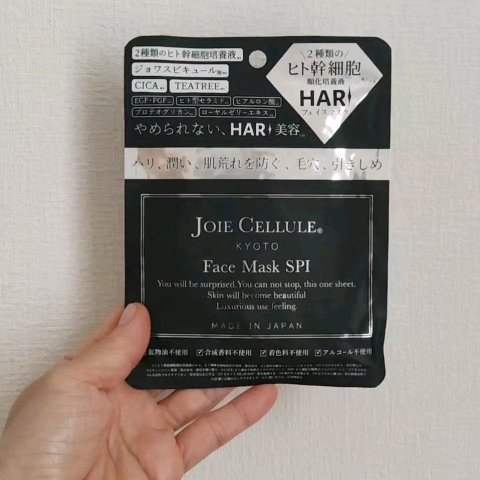 2種類のヒト幹細胞培養液
ジョワスピキュール
CICA
TEATREE
EGF・FGF
ヒト型セラミド
ヒアルロン酸
プロテオグリカン
ローヤルゼリーエキス
やめられない、HARI美容
2種類の
ヒト幹細胞
順化培養液
HARI
フェイスマスク
ハリ、潤い、肌荒れを防ぐ、毛穴、引きしめ
JOIE CELLULE®
KYOTO
Face Mask SPI
You will be surprised.You can not stop, this one sheet.
Skin will become beautiful
Luxurious use feeling.
MADE IN JAPAN
鉱物油不使用 ✓合成香料不使用 ✓着色料不使用 ✓アルコール不使用